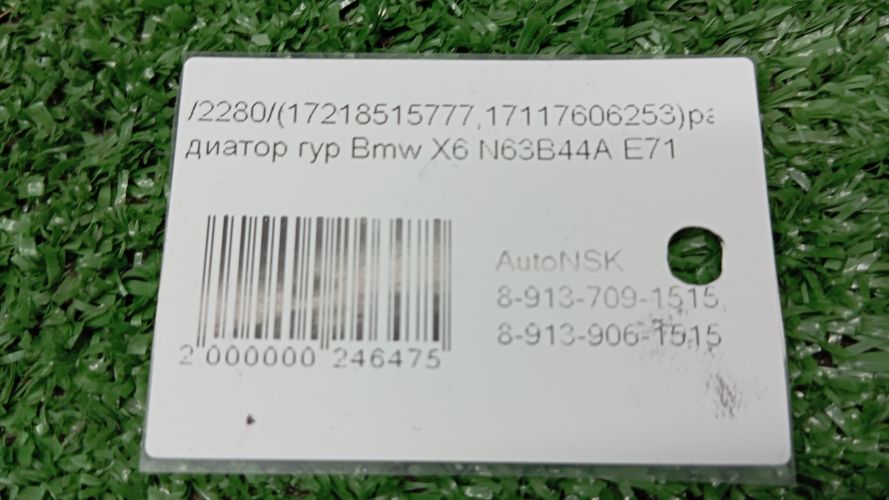 /2280/(17218515777,17117606253)ра
диатор гур Bmw X6 N63B44A E71
AutoNSK
8-913-709-1515
8-913-906-1515
2 000000 246475